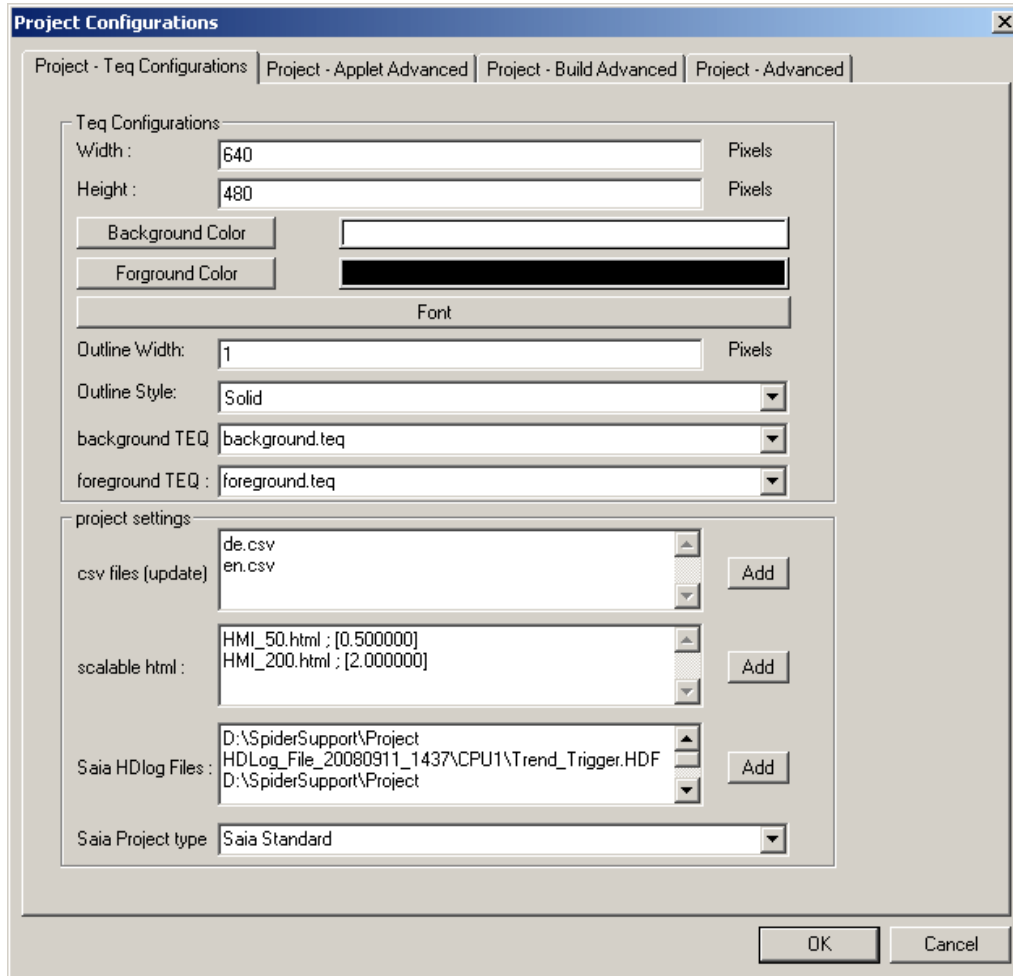 Project Configurations
Project - Teq Configurations
Project - Applet Advanced
Project - Build Advanced
Project - Advanced
Teq Configurations
Width :
640
Pixels
Height :
480
Pixels
Background Color
Forground Color
Font
Outline Width:
1
Pixels
Outline Style:
Solid
background TEQ
background.teq
foreground TEQ :
foreground.teq
project settings
csv files (update)
de.csv
en.csv
Add
scalable html :
HMI_50.html ; [0.500000]
HMI_200.html ; [2.000000]
Add
Saia HDlog Files :
D:\SpiderSupport\Project
HDLog_File_20080911_1437\CPU1\Trend_Trigger.HDF
D:\SpiderSupport\Project
Add
Saia Project type
Saia Standard
OK
Cancel